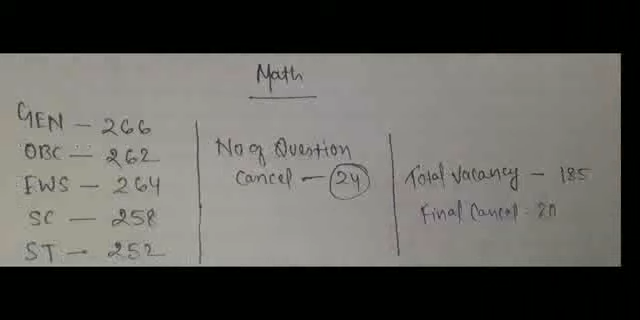 Math
GEN - 266
OBC - 262
EWS - 264
SC - 258
ST - 252
No of Question
Cancel - 24
Total Vacancy - 185
Final Cancel - 20